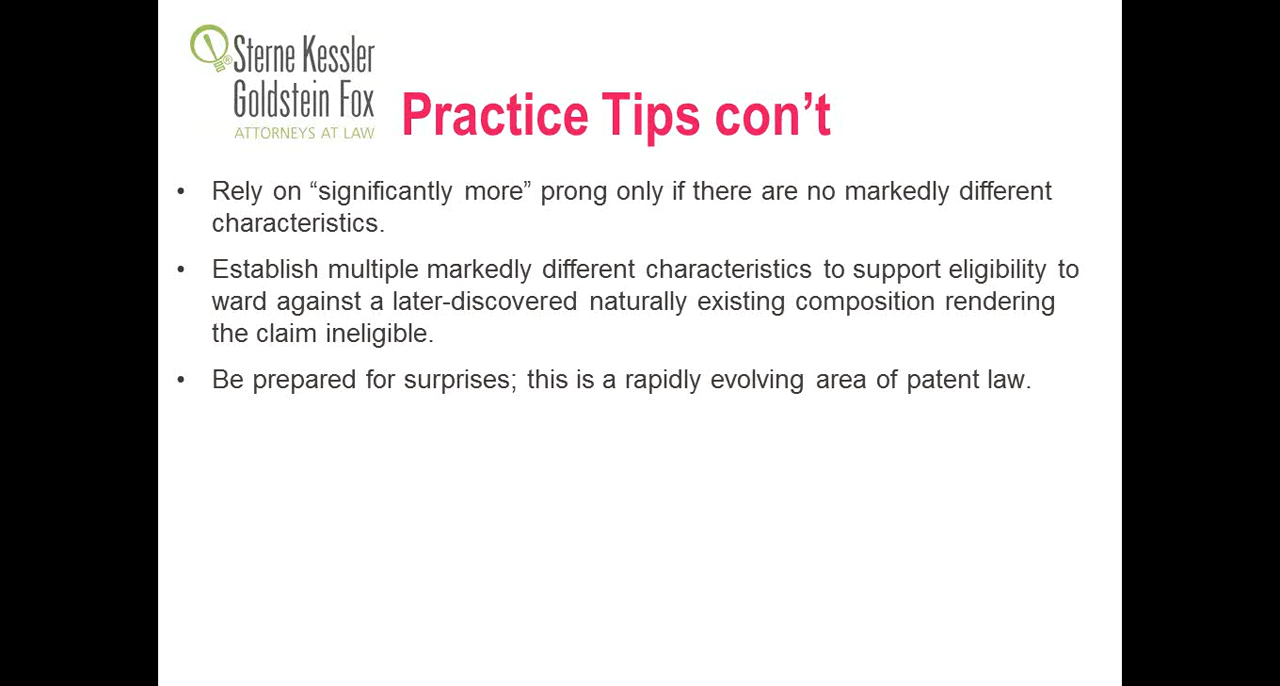 Sterne Kessler
Goldstein Fox
ATTORNEYS AT LAW
®
Practice Tips con’t
• Rely on “significantly more” prong only if there are no markedly different
characteristics.
• Establish multiple markedly different characteristics to support eligibility to
ward against a later-discovered naturally existing composition rendering
the claim ineligible.
• Be prepared for surprises; this is a rapidly evolving area of patent law.